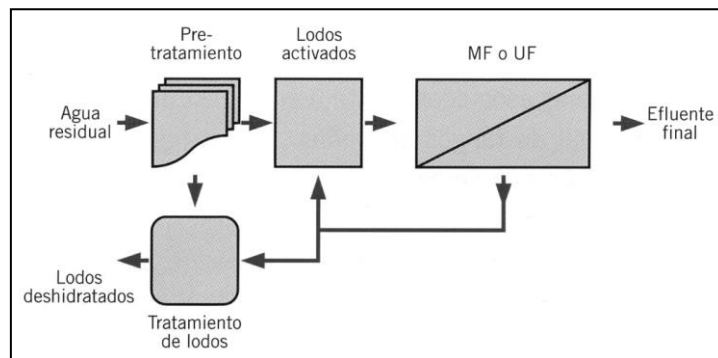 Pre-
tratamiento
Lodos
activados
MF o UF
Agua
residual
Efluente
final
Lodos
deshidratados
Tratamiento
de lodos